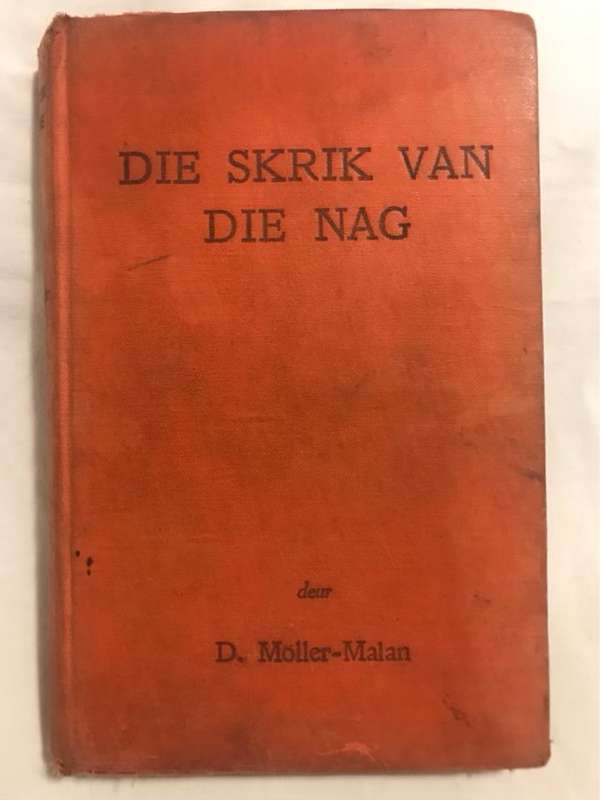 DIE SKRIK VAN
DIE NAG
deur
D. Möller-Malan